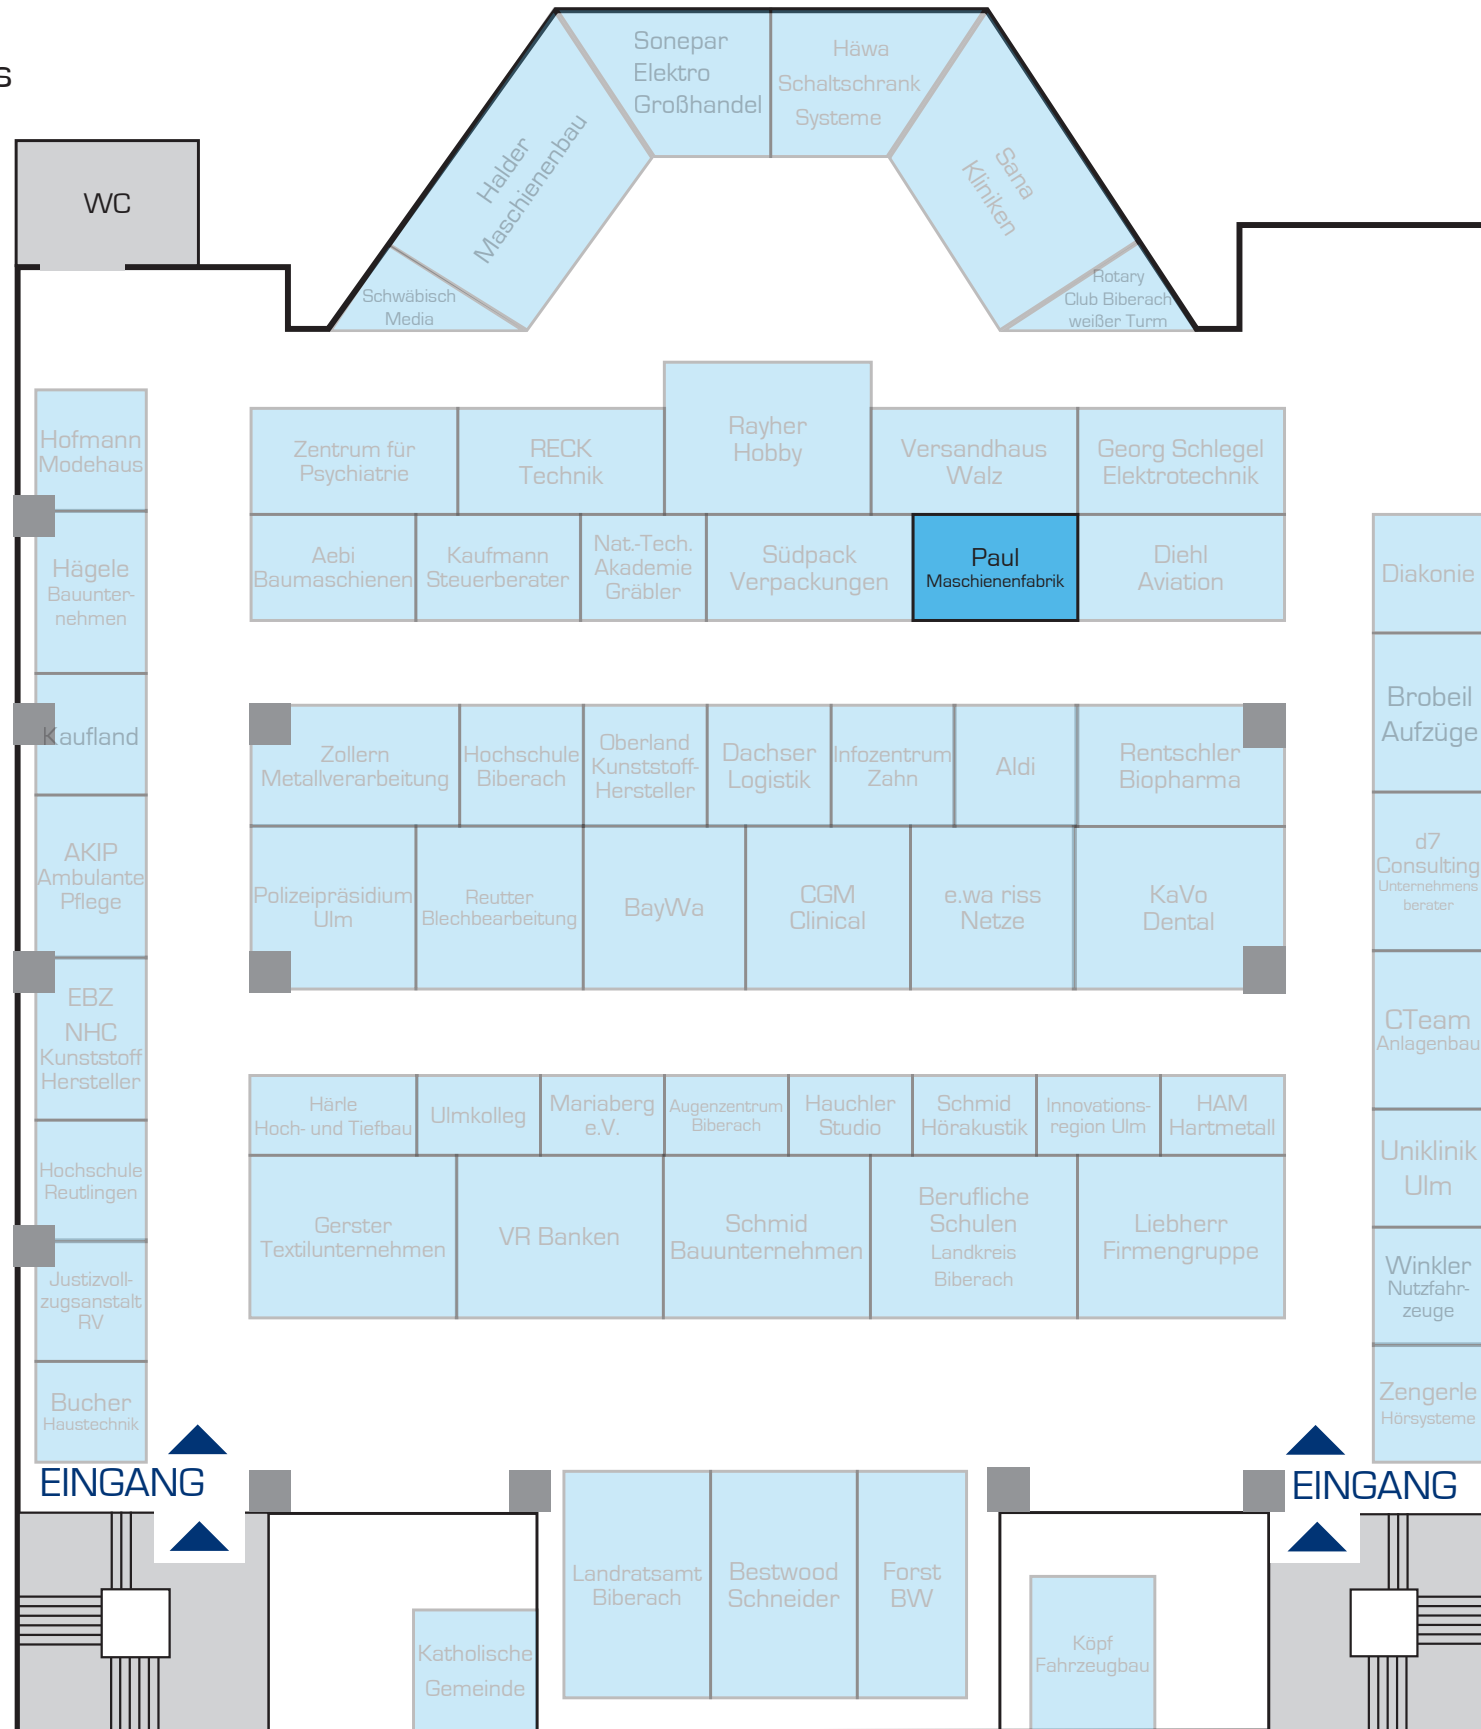 s
WC
Sonepar
Elektro
Großhandel
Häwa
Schaltschrank
Systeme
Halder
Maschienenbau
Sana
Kliniken
Schwäbisch
Media
Rotary
Club Biberach
weißer Turm
Hofmann
Modehaus
Hägele
Bauunter-
nehmen
Kaufland
AKIP
Ambulante
Pflege
EBZ
NHC
Kunststoff
Hersteller
Hochschule
Reutlingen
Justizvoll-
zugsanstalt
RV
Bucher
Haustechnik
Zentrum für
Psychiatrie
RECK
Technik
Rayher
Hobby
Versandhaus
Walz
Georg Schlegel
Elektrotechnik
Aebi
Baumaschienen
Kaufmann
Steuerberater
Nat.-Tech.
Akademie
Gräbler
Südpack
Verpackungen
Paul
Maschienenfabrik
Diehl
Aviation
Zollern
Metallverarbeitung
Hochschule
Biberach
Oberland
Kunststoff-
Hersteller
Dachser
Logistik
Infozentrum
Zahn
Aldi
Rentschler
Biopharma
Polizeipräsidium
Ulm
Reutter
Blechbearbeitung
BayWa
CGM
Clinical
e.wa riss
Netze
KaVo
Dental
Härle
Hoch- und Tiefbau
Ulmkolleg
Mariaberg
e.V.
Augenzentrum
Biberach
Hauchler
Studio
Schmid
Hörakustik
Innovations-
region Ulm
HAM
Hartmetall
Gerster
Textilunternehmen
VR Banken
Schmid
Bauunternehmen
Berufliche
Schulen
Landkreis
Biberach
Liebherr
Firmengruppe
Diakonie
Brobeil
Aufzüge
d7
Consulting
Unternehmens
berater
CTeam
Anlagenbau
Uniklinik
Ulm
Winkler
Nutzfahr-
zeuge
Zengerle
Hörsysteme
EINGANG
EINGANG
Landratsamt
Biberach
Bestwood
Schneider
Forst
BW
Katholische
Gemeinde
Köpf
Fahrzeugbau